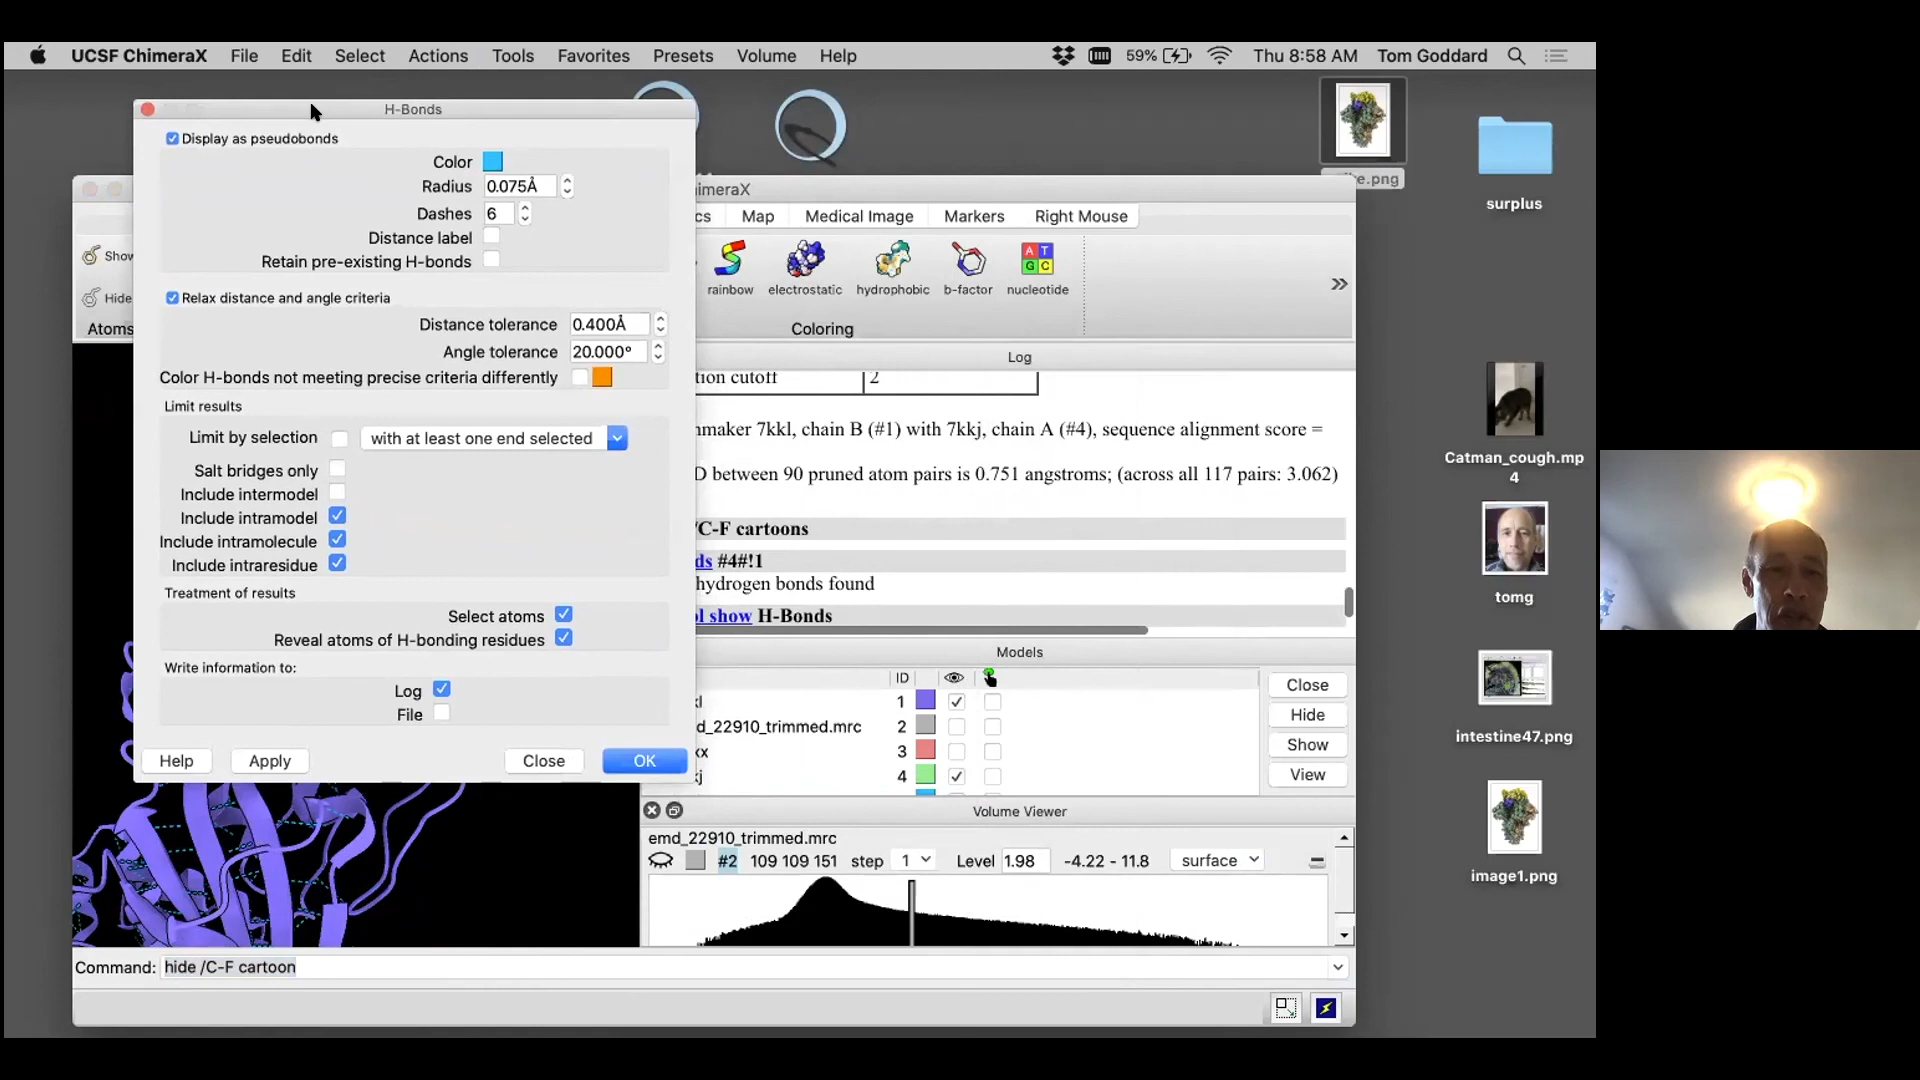 UCSF ChimeraX File Edit Select Actions Tools Favorites Presets Volume Help 59% Thu 8:58 AM Tom Goddard
H-Bonds
Display as pseudobonds
Color
Radius 0.075Å
Dashes 6
Distance label
Retain pre-existing H-bonds
Relax distance and angle criteria
Distance tolerance 0.400Å
Angle tolerance 20.000°
Color H-bonds not meeting precise criteria differently
Limit results
Limit by selection with at least one end selected
Salt bridges only
Include intermodel
Include intramodel
Include intramolecule
Include intraresidue
Treatment of results
Select atoms
Reveal atoms of H-bonding residues
Write information to:
Log
File
Help Apply Close OK
Show
Hide
Atoms
imeraX
cs Map Medical Image Markers Right Mouse
rainbow electrostatic hydrophobic b-factor nucleotide
A T
G C
»
Coloring
Log
tion cutoff 2
nmaker 7kkl, chain B (#1) with 7kkj, chain A (#4), sequence alignment score =
D between 90 pruned atom pairs is 0.751 angstroms; (across all 117 pairs: 3.062)
/C-F cartoons
ds #4#!1
hydrogen bonds found
ol show H-Bonds
Models
ID
1
d_22910_trimmed.mrc 2
xx 3
4
Close
Hide
Show
View
Volume Viewer
emd_22910_trimmed.mrc
#2 109 109 151 step 1 Level 1.98 -4.22 - 11.8 surface
Command: hide /C-F cartoon
ike.png
surplus
Catman_cough.mp
4
tomg
intestine47.png
image1.png